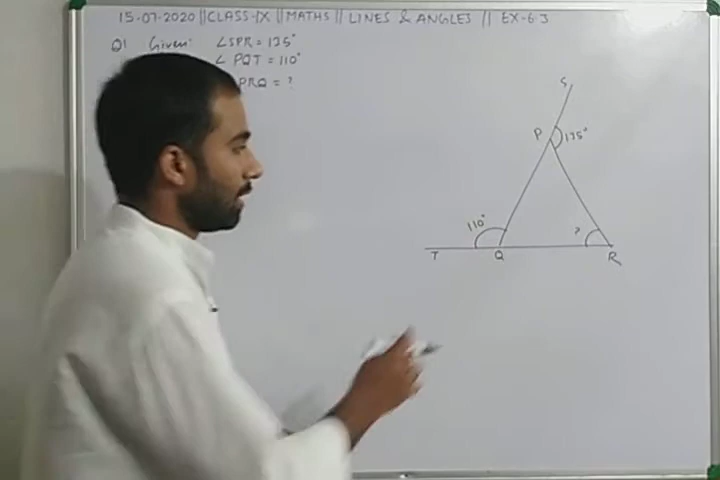 15-07-2020 || CLASS-IX || MATHS || LINES & ANGLES || EX-6.3
Q1 Given: ∠SPR = 135°
∠ PQT = 110°
PRQ = ?
S
P 135°
110° ?
T Q R